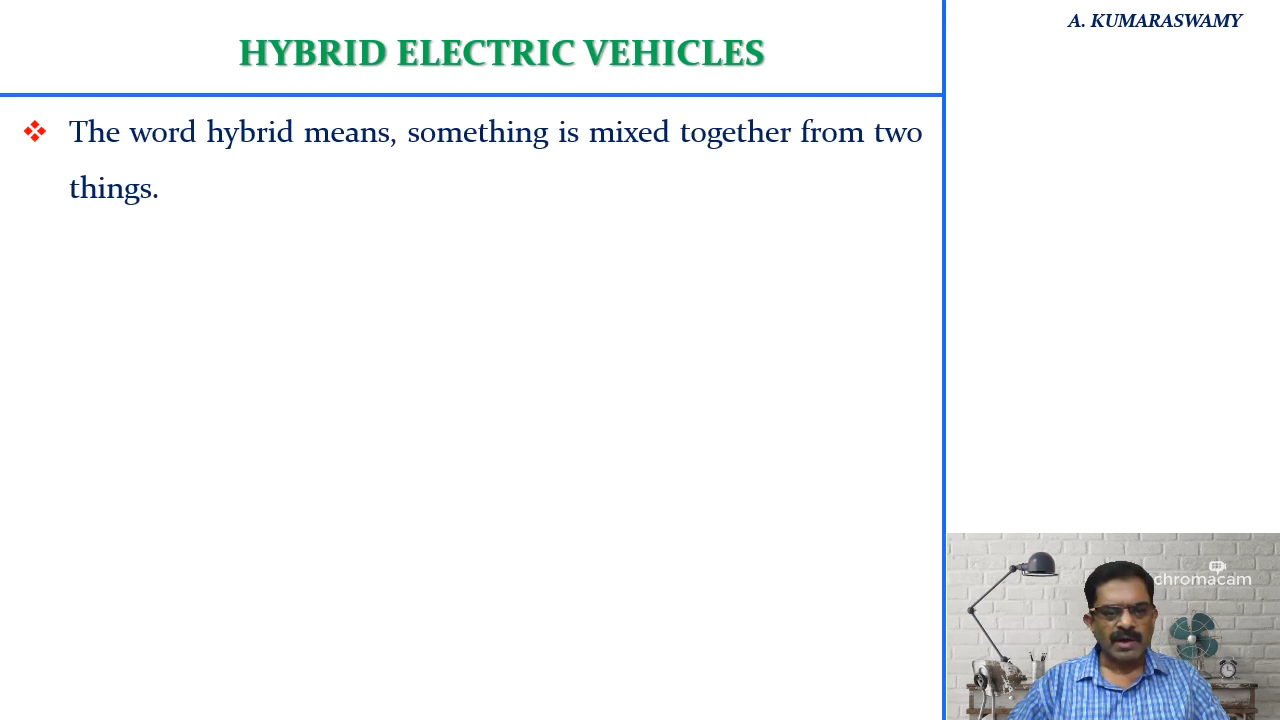 A. KUMARASWAMY
HYBRID ELECTRIC VEHICLES
The word hybrid means, something is mixed together from two
things.
chromacam